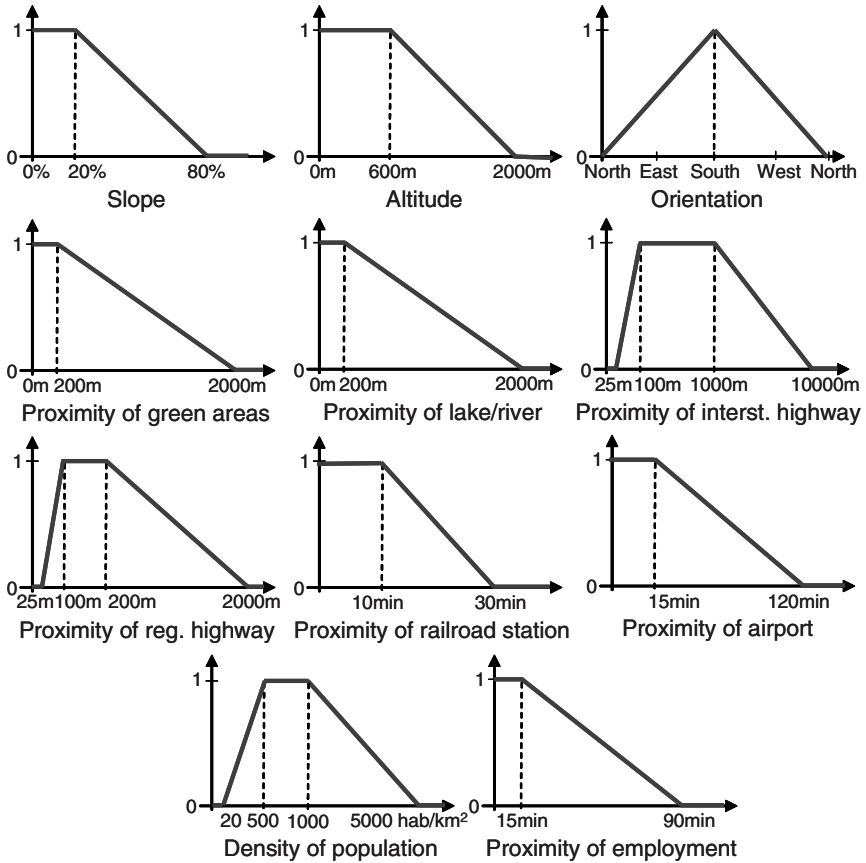 1 1 1
0 0 0
0% 20% 80% 0m 600m 2000m North East South West North
Slope Altitude Orientation
1 1 1
0 0 0
0m 200m 2000m 0m 200m 2000m 25m 100m 1000m 10000m
Proximity of green areas Proximity of lake/river Proximity of interst. highway
1 1 1
0 0 0
25m 100m 200m 2000m 10min 30min 15min 120min
Proximity of reg. highway Proximity of railroad station Proximity of airport
1 1
0 0
20 500 1000 5000 hab/km² 15min 90min
Density of population Proximity of employment